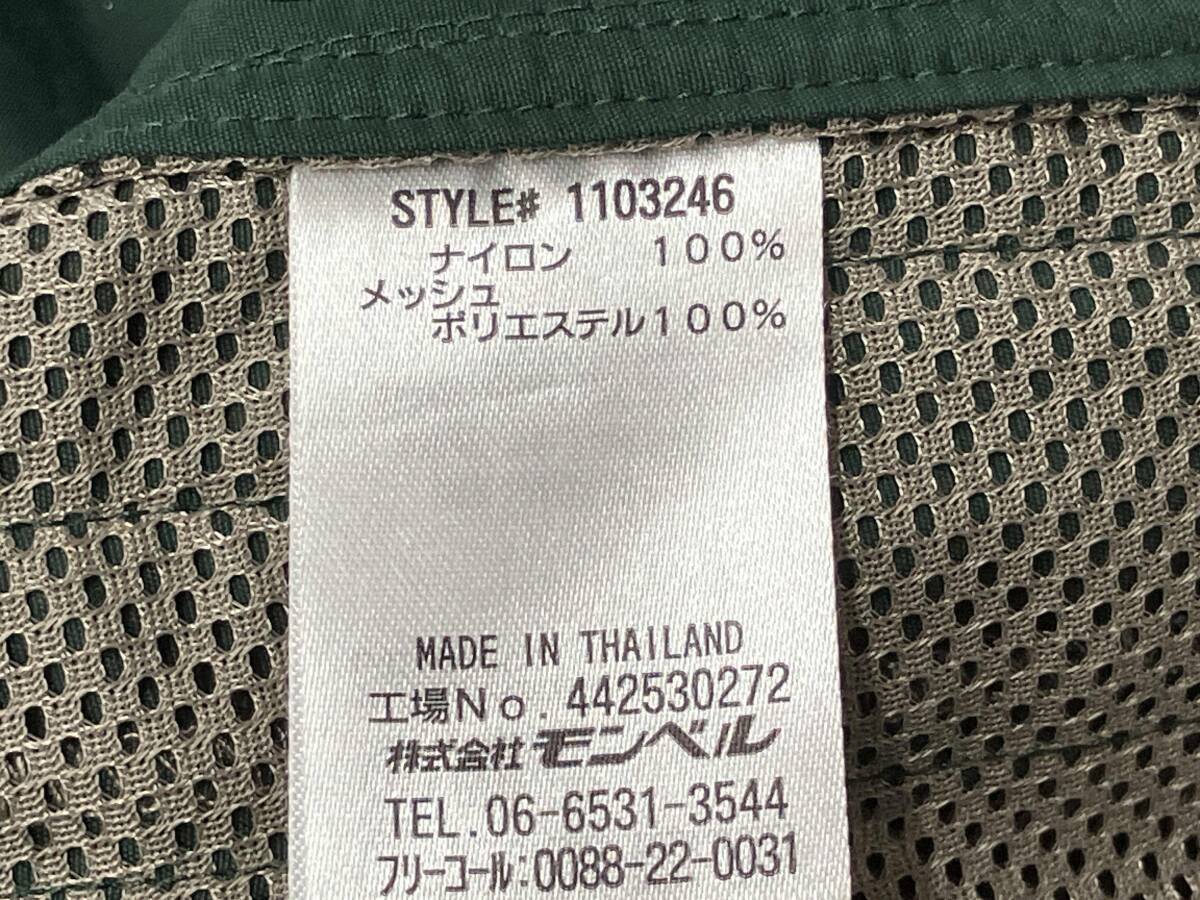 STYLE# 1103246
ナイロン 100%
メッシュ
ポリエステル100%
MADE IN THAILAND
工場No. 442530272
株式会社モンベル
TEL.06-6531-3544
フリーコール:0088-22-0031